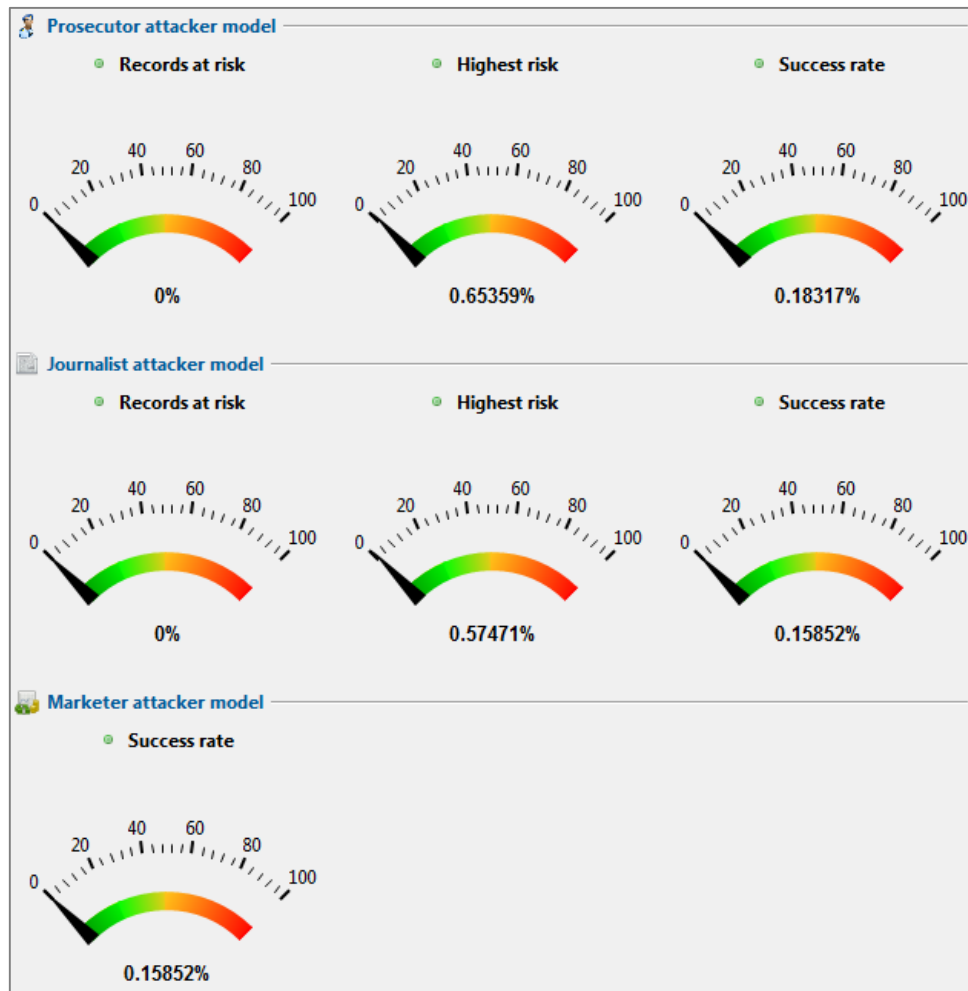 Prosecutor attacker model
Records at risk Highest risk Success rate
0 20 40 60 80 100 0 20 40 60 80 100 0 20 40 60 80 100
0% 0.65359% 0.18317%
Journalist attacker model
Records at risk Highest risk Success rate
0 20 40 60 80 100 0 20 40 60 80 100 0 20 40 60 80 100
0% 0.57471% 0.15852%
Marketer attacker model
Success rate
0 20 40 60 80 100
0.15852%